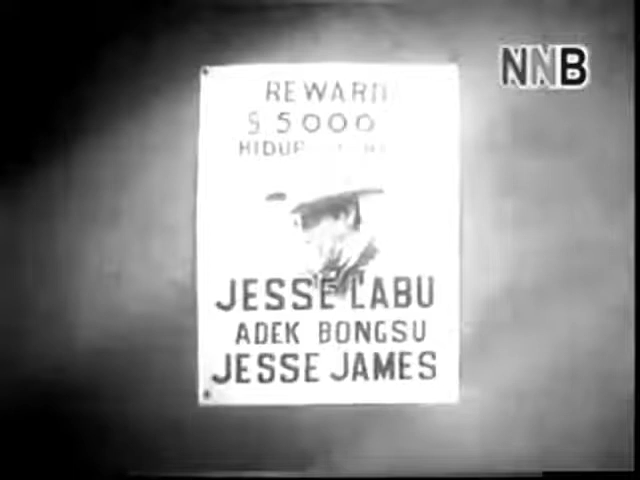 NNB
REWARD
$5000
HIDUP
JESSE LABU
ADEK BONGSU
JESSE JAMES